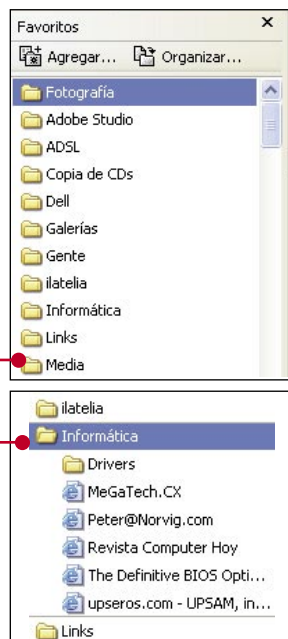 Favoritos
Agregar... Organizar...
Fotografía
Adobe Studio
ADSL
Copia de CDs
Dell
Galerías
Gente
ilatelia
Informática
Links
Media
ilatelia
Informática
Drivers
MeGaTech.CX
Peter@Norvig.com
Revista Computer Hoy
The Definitive BIOS Opti...
upseros.com - UPSAM, in...
Links